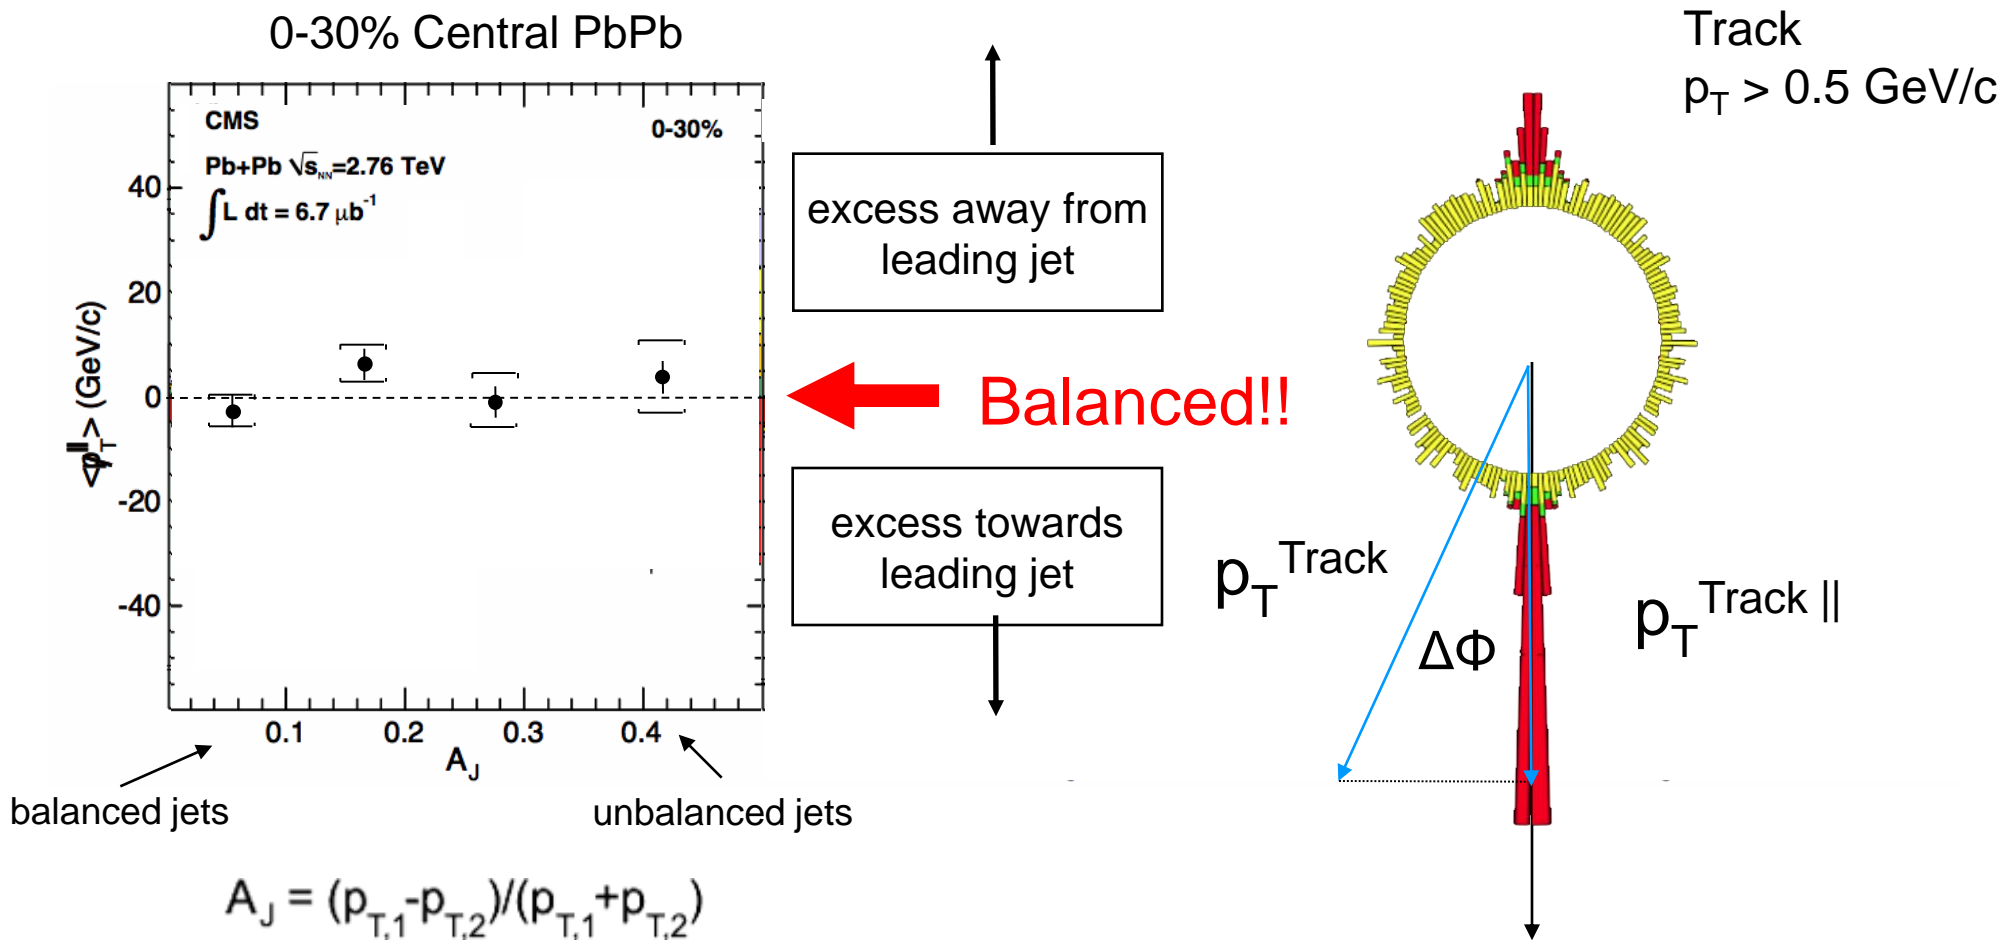 0-30% Central PbPb
CMS
0-30%
Pb+Pb √s_NN=2.76 TeV
∫L dt = 6.7 μb⁻¹
40
20
0
-20
-40
<p̸_T^||> (GeV/c)
0.1 0.2 0.3 0.4
A_J
balanced jets
unbalanced jets
A_J = (p_T,1-p_T,2)/(p_T,1+p_T,2)
excess away from
leading jet
Balanced!!
excess towards
leading jet
Track
p_T > 0.5 GeV/c
p_T^Track
ΔΦ
p_T^Track ||